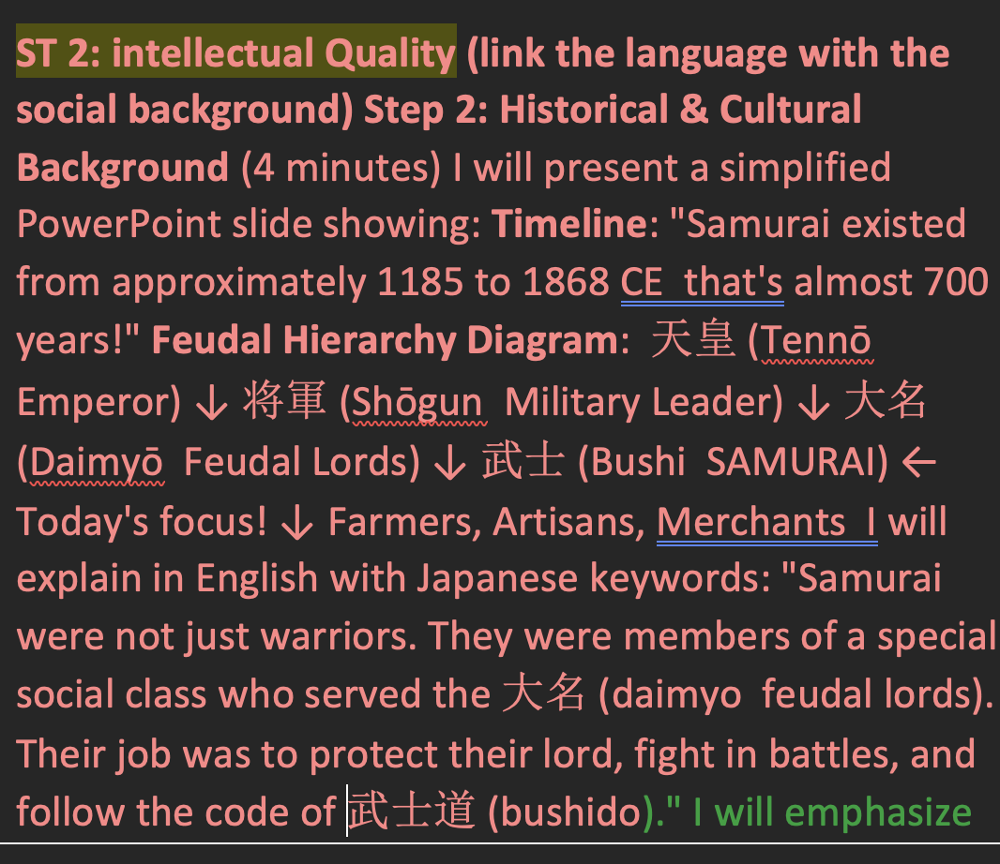 ST 2: intellectual Quality (link the language with the
social background) Step 2: Historical & Cultural
Background (4 minutes) I will present a simplified
PowerPoint slide showing: Timeline: "Samurai existed
from approximately 1185 to 1868 CE  that's almost 700
years!" Feudal Hierarchy Diagram:  天皇 (Tennō
Emperor) ↓ 将軍 (Shōgun  Military Leader) ↓ 大名
(Daimyō  Feudal Lords) ↓ 武士 (Bushi  SAMURAI) ←
Today's focus! ↓ Farmers, Artisans, Merchants  I will
explain in English with Japanese keywords: "Samurai
were not just warriors. They were members of a special
social class who served the 大名 (daimyo  feudal lords).
Their job was to protect their lord, fight in battles, and
follow the code of 武士道 (bushido)." I will emphasize